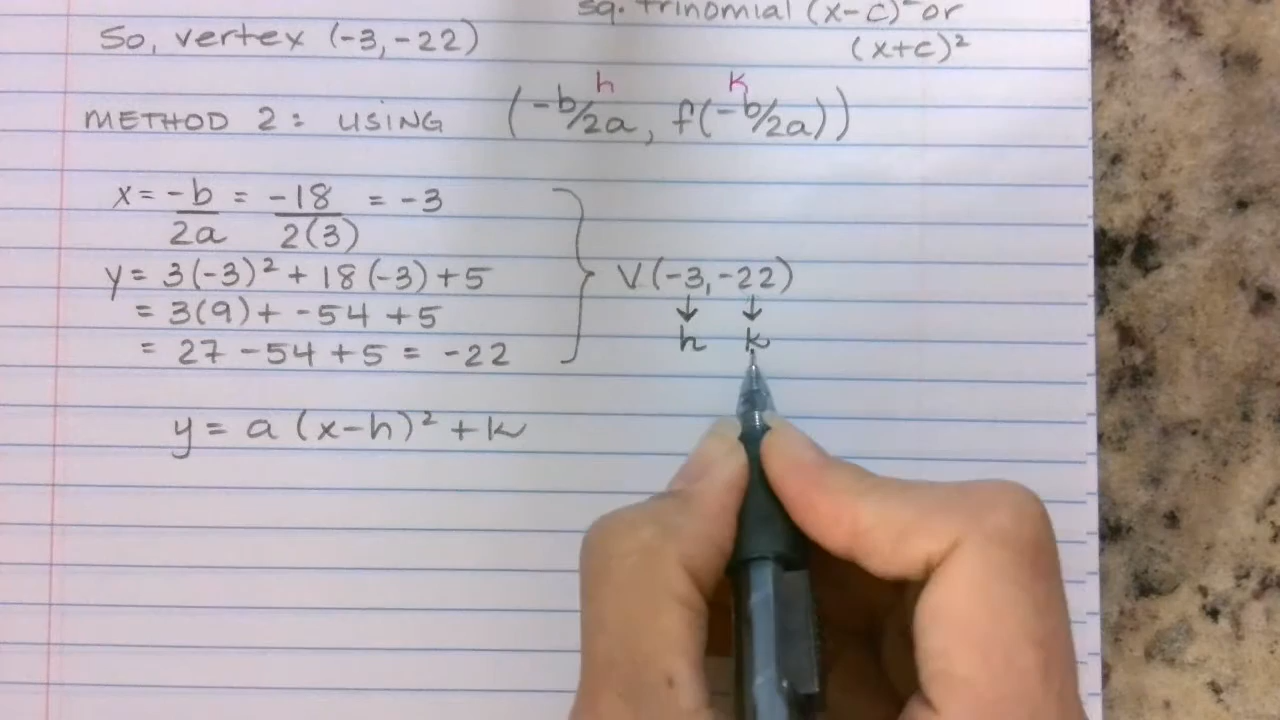 sq. trinomial (x-c)² or
(x+c)²
So, vertex (-3,-22)
METHOD 2: USING (-b/2a, f(-b/2a))
h k
x = -b/2a = -18/2(3) = -3
y = 3(-3)² + 18(-3) + 5
= 3(9) + -54 + 5
= 27 - 54 + 5 = -22
V(-3,-22)
↓ ↓
h k
y = a (x-h)² + k